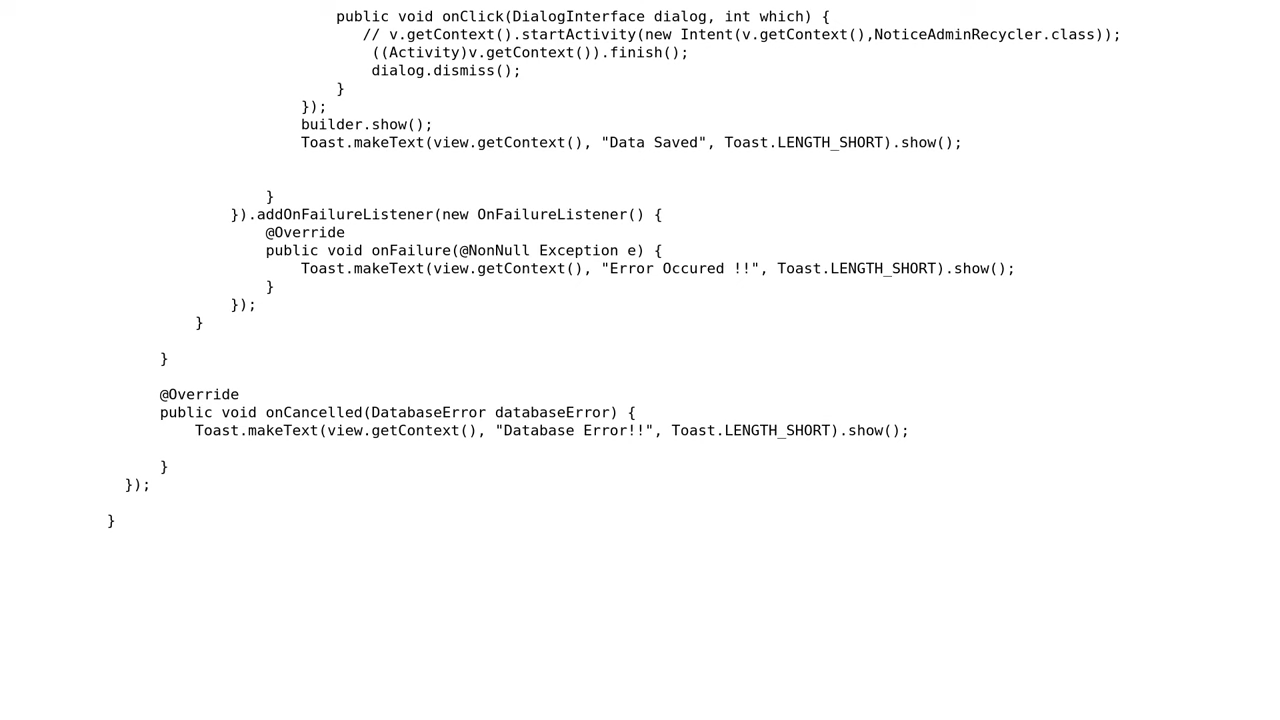 public void onClick(DialogInterface dialog, int which) {
// v.getContext().startActivity(new Intent(v.getContext(),NoticeAdminRecycler.class));
((Activity)v.getContext()).finish();
dialog.dismiss();
}
});
builder.show();
Toast.makeText(view.getContext(), "Data Saved", Toast.LENGTH_SHORT).show();
}
}).addOnFailureListener(new OnFailureListener() {
@Override
public void onFailure(@NonNull Exception e) {
Toast.makeText(view.getContext(), "Error Occured !!", Toast.LENGTH_SHORT).show();
}
});
}
}
@Override
public void onCancelled(DatabaseError databaseError) {
Toast.makeText(view.getContext(), "Database Error!!", Toast.LENGTH_SHORT).show();
}
});
}